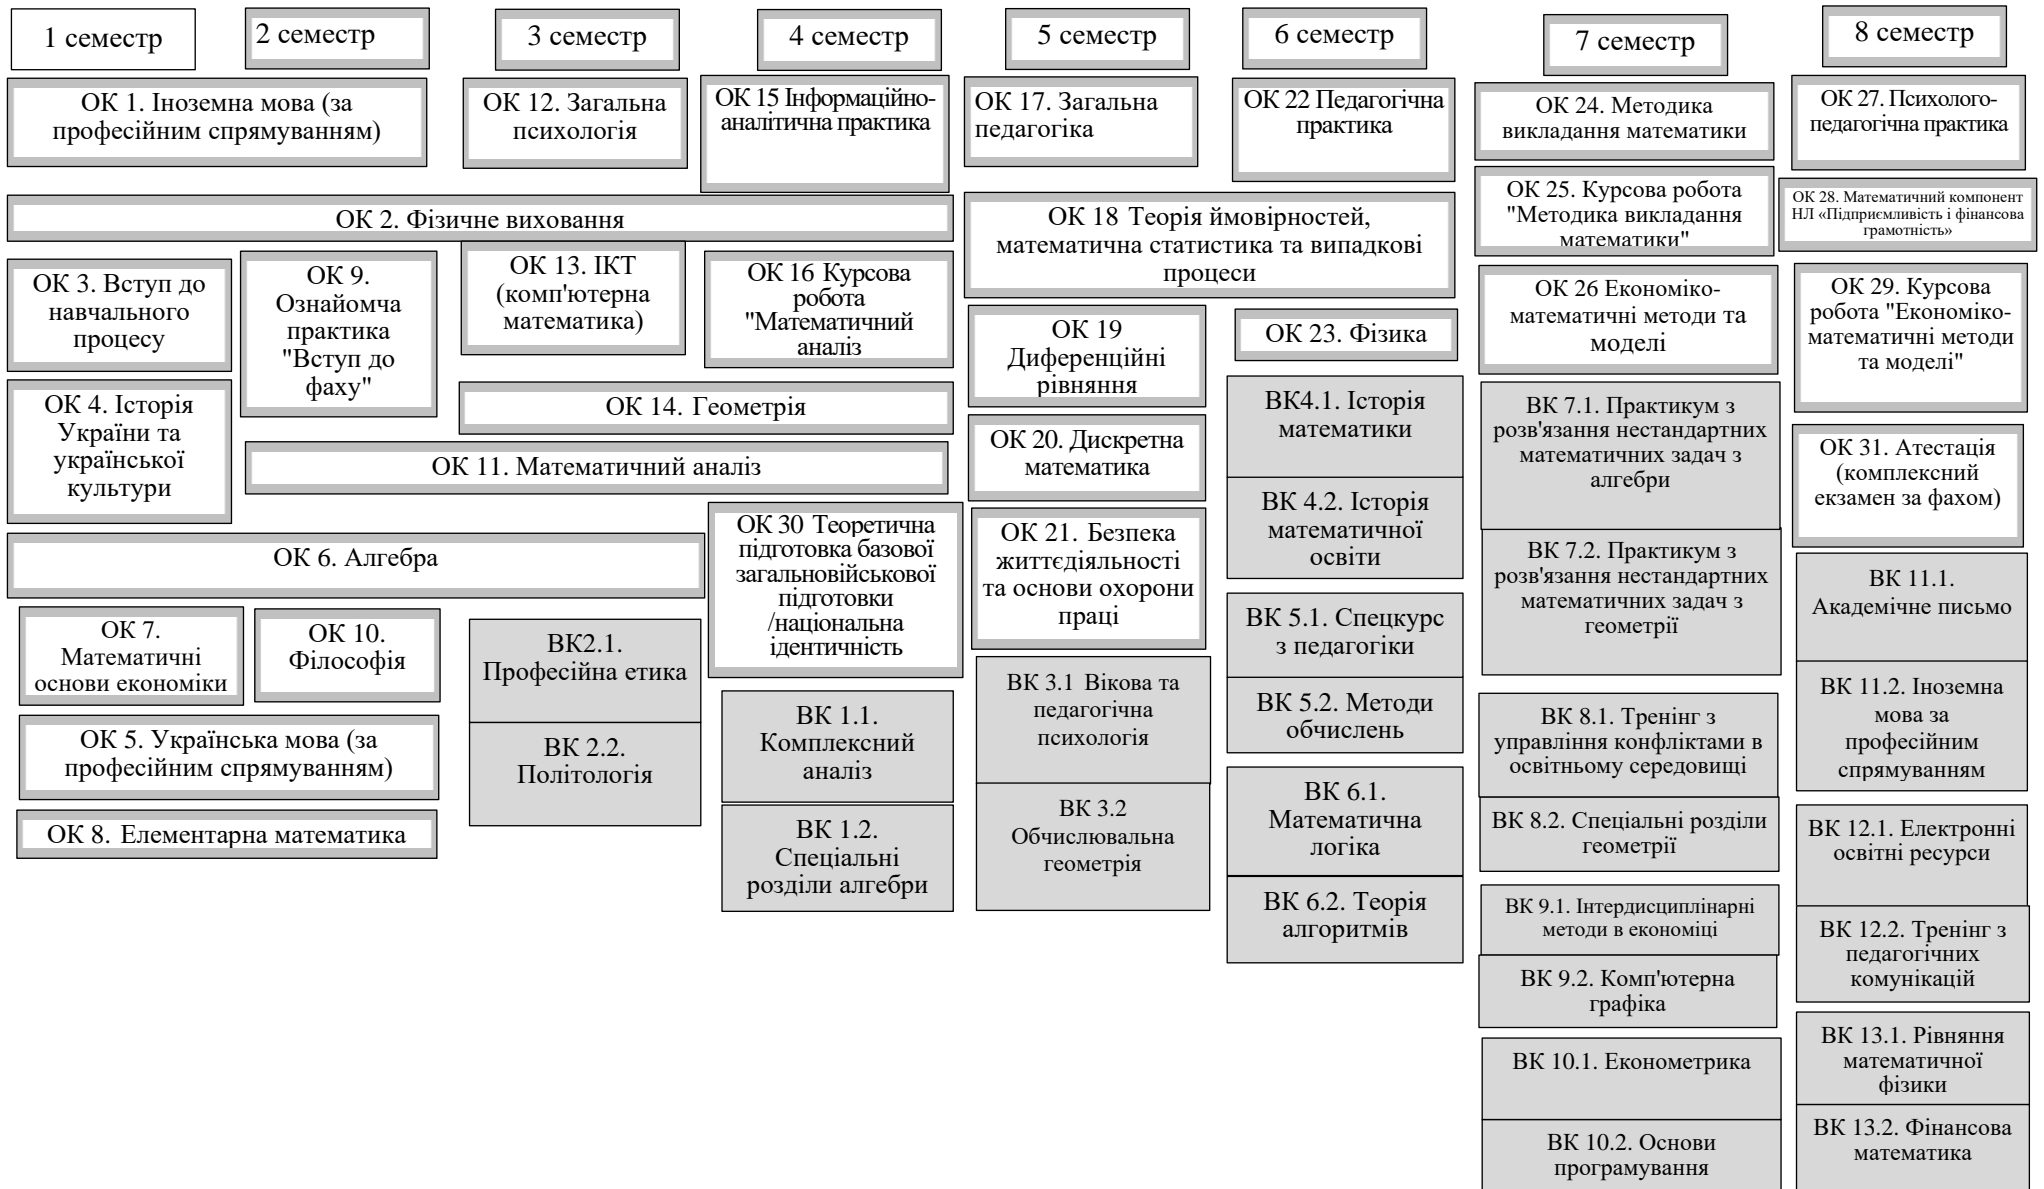 1 семестр
2 семестр
3 семестр
4 семестр
5 семестр
6 семестр
7 семестр
8 семестр
ОК 1. Іноземна мова (за
професійним спрямуванням)
ОК 12. Загальна
психологія
ОК 15 Інформаційно-
аналітична практика
ОК 17. Загальна
педагогіка
ОК 22 Педагогічна
практика
ОК 24. Методика
викладання математики
ОК 27. Психолого-
педагогічна практика
ОК 2. Фізичне виховання
ОК 18 Теорія ймовірностей,
математична статистика та випадкові
процеси
ОК 25. Курсова робота
"Методика викладання
математики"
ОК 28. Математичний компонент
НЛ «Підприємливість і фінансова
грамотність»
ОК 3. Вступ до
навчального
процесу
ОК 9.
Ознайомча
практика
"Вступ до
фаху"
ОК 13. ІКТ
(комп'ютерна
математика)
ОК 16 Курсова
робота
"Математичний
аналіз
ОК 19
Диференційні
рівняння
ОК 23. Фізика
ОК 26 Економіко-
математичні методи та
моделі
ОК 29. Курсова
робота "Економіко-
математичні методи
та моделі"
ОК 4. Історія
України та
української
культури
ОК 14. Геометрія
ОК 11. Математичний аналіз
ОК 20. Дискретна
математика
ВК4.1. Історія
математики
ВК 4.2. Історія
математичної
освіти
ВК 7.1. Практикум з
розв'язання нестандартних
математичних задач з
алгебри
ВК 7.2. Практикум з
розв'язання нестандартних
математичних задач з
геометрії
ОК 31. Атестація
(комплексний
екзамен за фахом)
ОК 6. Алгебра
ОК 30 Теоретична
підготовка базової
загальновійськової
підготовки
/національна
ідентичність
ОК 21. Безпека
життєдіяльності
та основи охорони
праці
ВК 11.1.
Академічне письмо
ВК 11.2. Іноземна
мова за
професійним
спрямуванням
ОК 7.
Математичні
основи економіки
ОК 10.
Філософія
ВК2.1.
Професійна етика
ВК 2.2.
Політологія
ВК 5.1. Спецкурс
з педагогіки
ВК 5.2. Методи
обчислень
ОК 5. Українська мова (за
професійним спрямуванням)
ВК 1.1.
Комплексний
аналіз
ВК 1.2.
Спеціальні
розділи алгебри
ВК 3.1 Вікова та
педагогічна
психологія
ВК 3.2
Обчислювальна
геометрія
ВК 8.1. Тренінг з
управління конфліктами в
освітньому середовищі
ВК 8.2. Спеціальні розділи
геометрії
ОК 8. Елементарна математика
ВК 6.1.
Математична
логіка
ВК 6.2. Теорія
алгоритмів
ВК 12.1. Електронні
освітні ресурси
ВК 12.2. Тренінг з
педагогічних
комунікацій
ВК 9.1. Інтердисциплінарні
методи в економіці
ВК 9.2. Комп'ютерна
графіка
ВК 10.1. Економетрика
ВК 10.2. Основи
програмування
ВК 13.1. Рівняння
математичної
фізики
ВК 13.2. Фінансова
математика